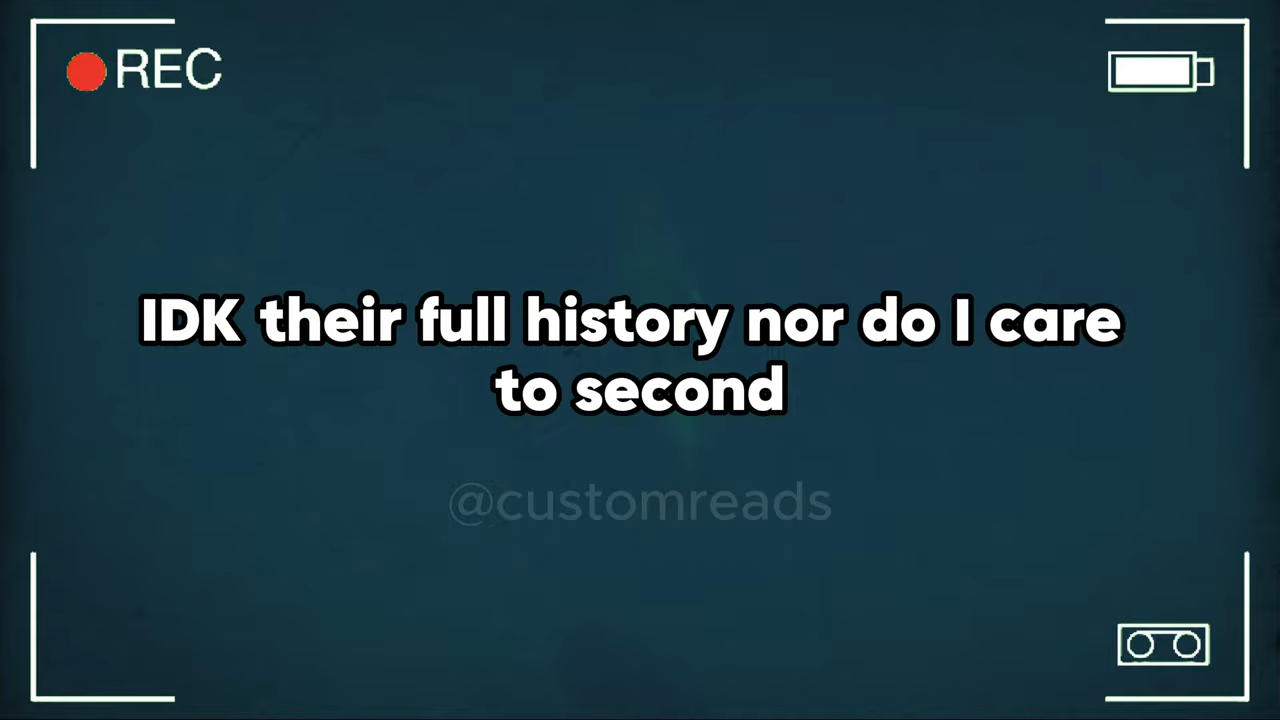 REC
IDK their full history nor do I care
to second
@customreads